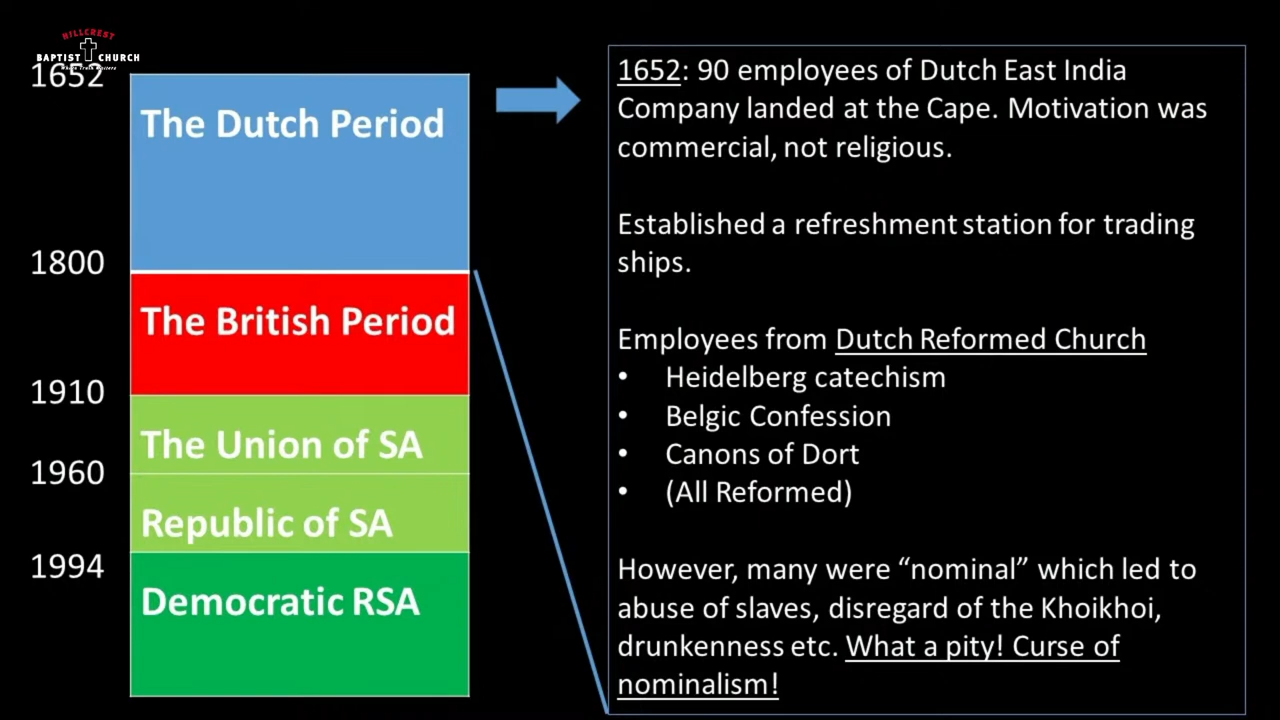 HILLCREST
BAPTIST CHURCH
Where Truth Matters
1652
The Dutch Period
1800
The British Period
1910
The Union of SA
1960
Republic of SA
1994
Democratic RSA
1652: 90 employees of Dutch East India
Company landed at the Cape. Motivation was
commercial, not religious.
Established a refreshment station for trading
ships.
Employees from Dutch Reformed Church
• Heidelberg catechism
• Belgic Confession
• Canons of Dort
• (All Reformed)
However, many were “nominal” which led to
abuse of slaves, disregard of the Khoikhoi,
drunkenness etc. What a pity! Curse of
nominalism!